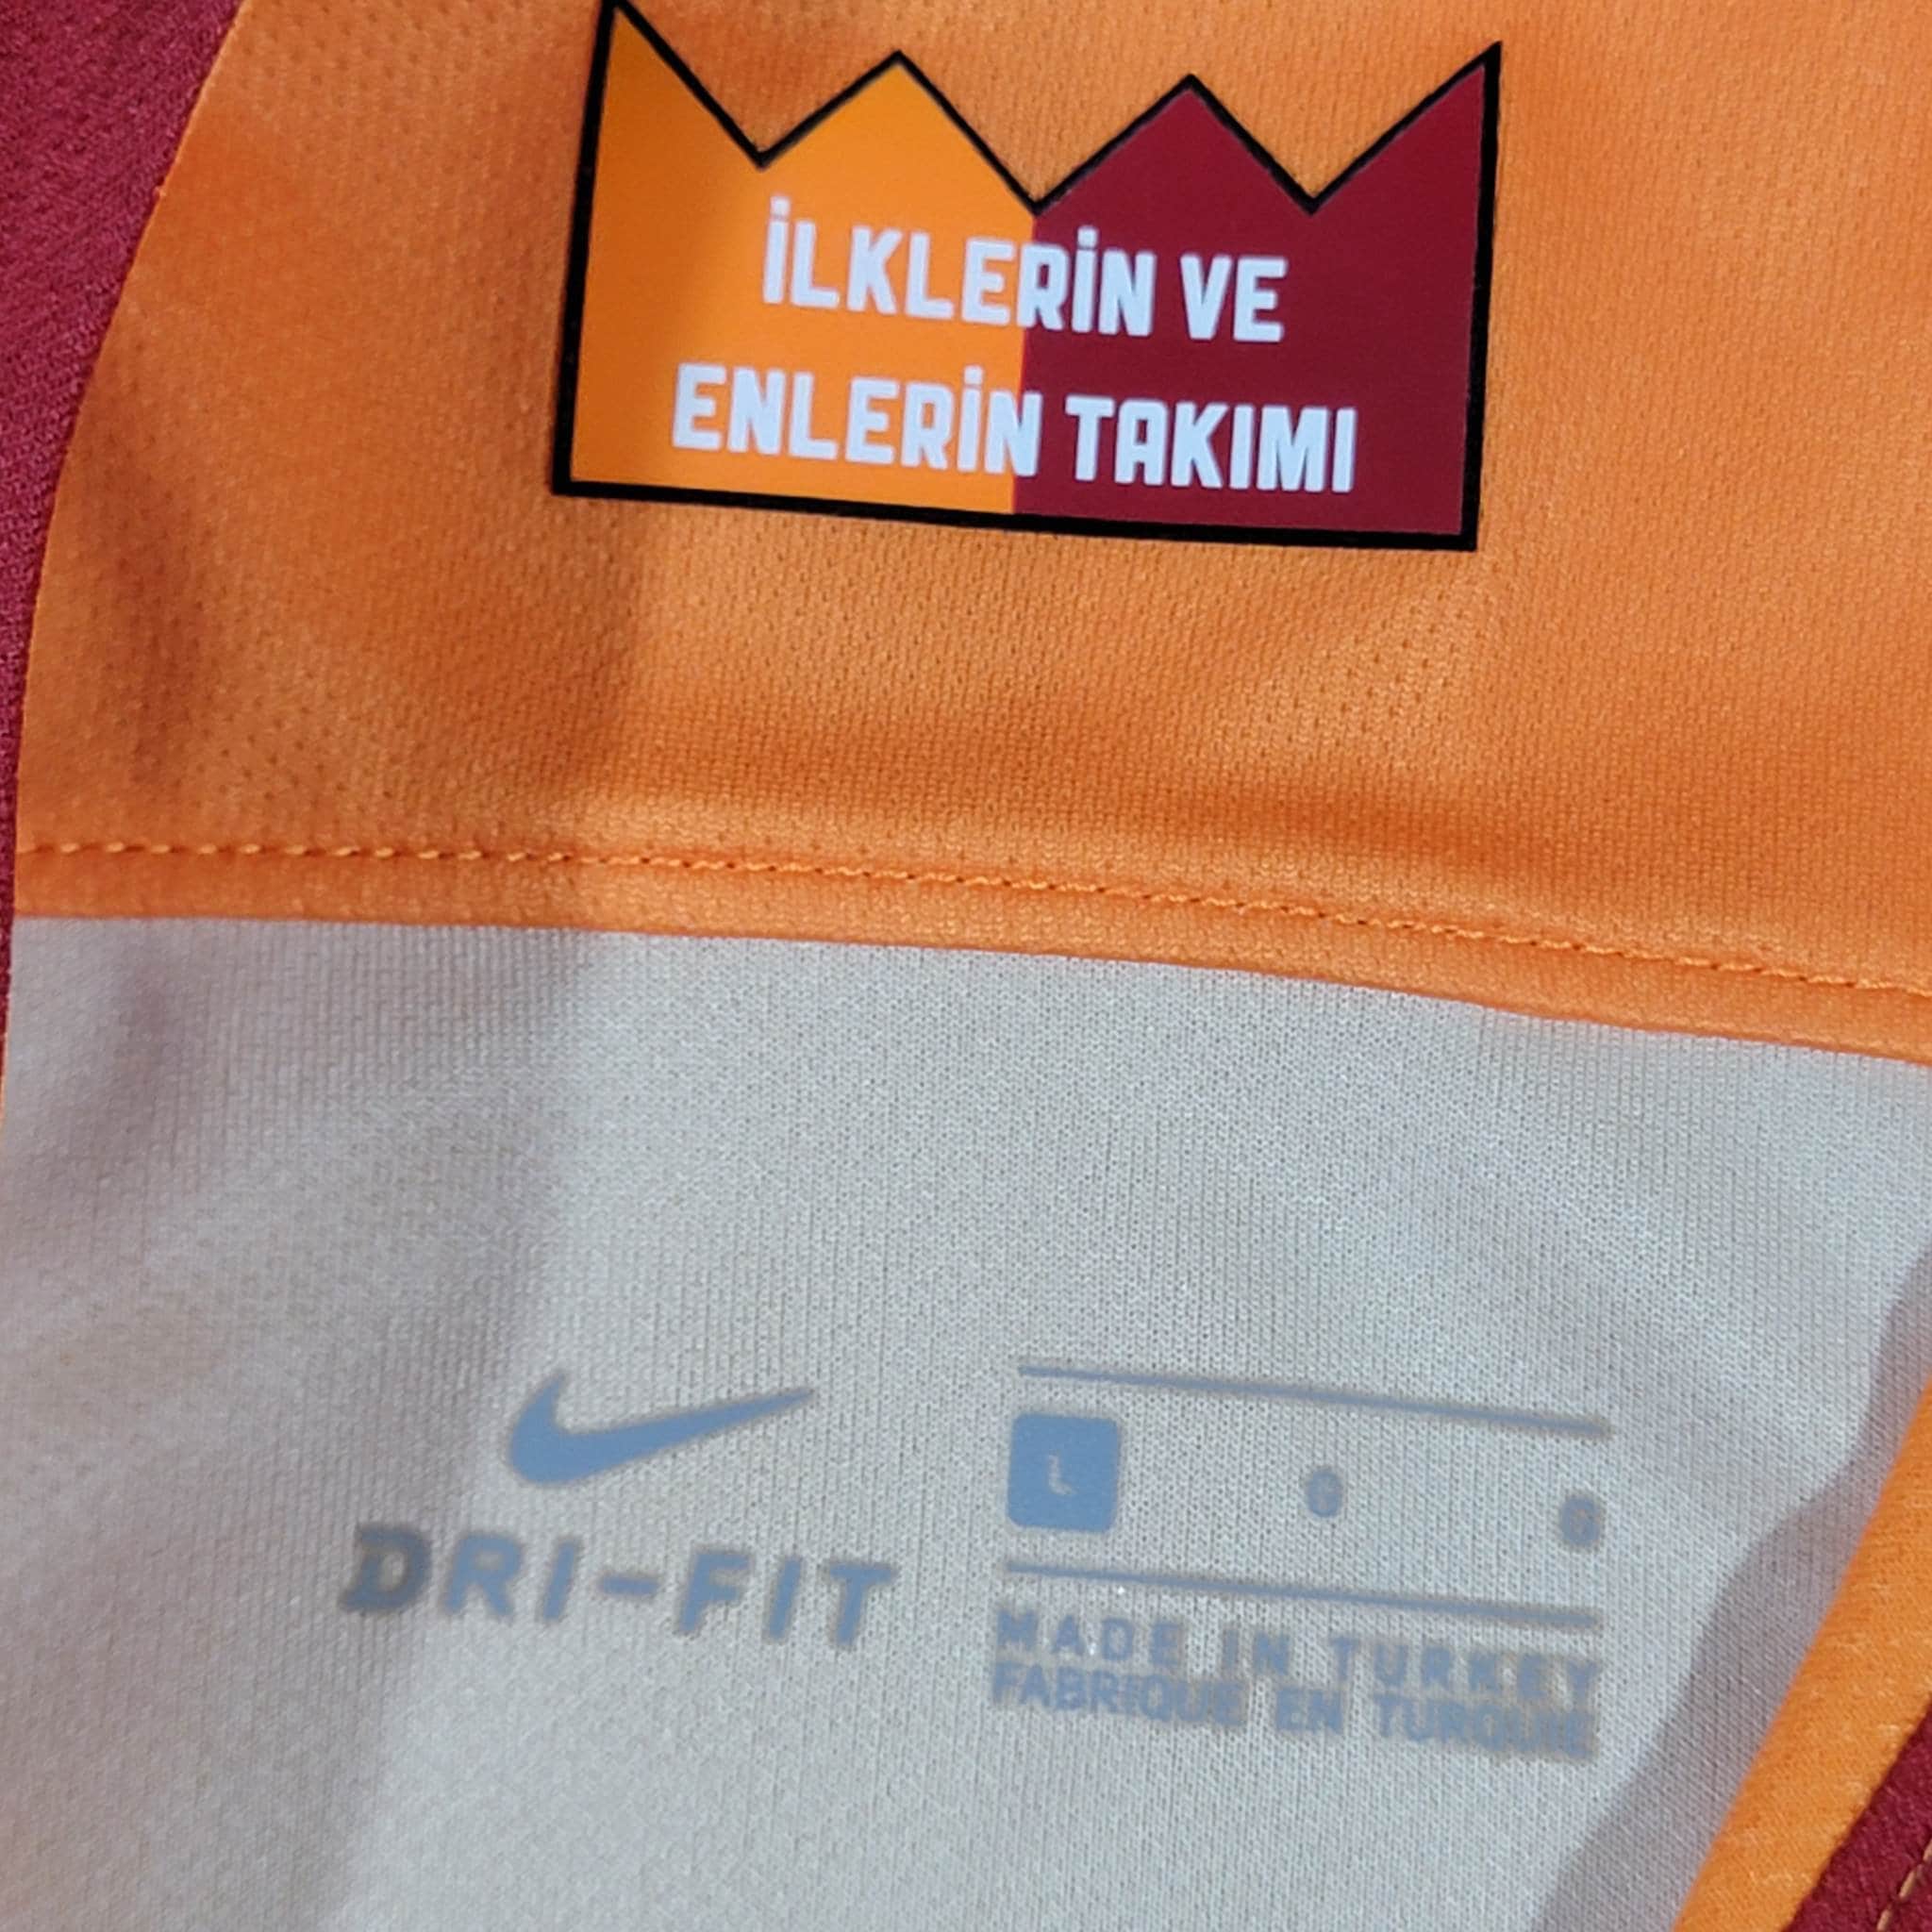 İLKLERİN VE
ENLERİN TAKIMI
DRI-FIT
L G G
MADE IN TURKEY
FABRIQUE EN TURQUIE